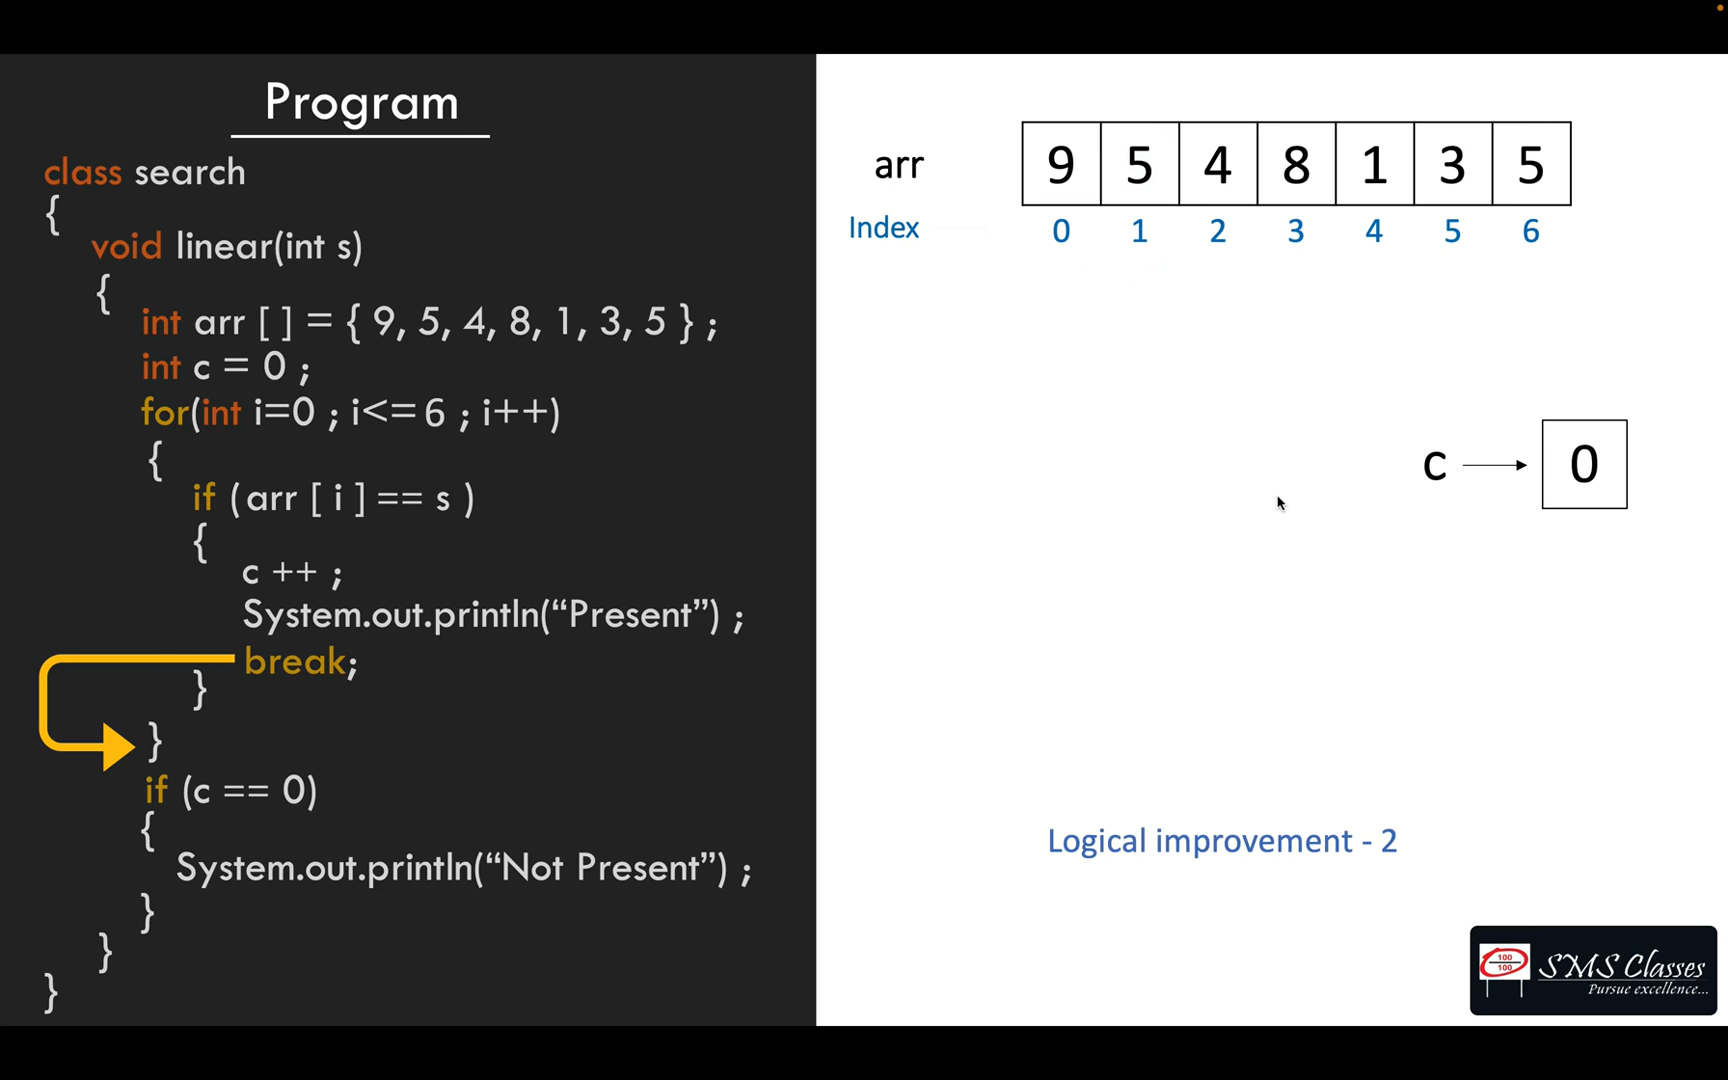 Program
class search
{
void linear(int s)
{
int arr [ ] = { 9, 5, 4, 8, 1, 3, 5 } ;
int c = 0 ;
for(int i=0 ; i<=6 ; i++)
{
if ( arr [ i ] == s )
{
c ++ ;
System.out.println(“Present”) ;
break;
}
}
if (c == 0)
{
System.out.println(“Not Present”) ;
}
}
}
arr 9 5 4 8 1 3 5
Index 0 1 2 3 4 5 6
c 0
Logical improvement - 2
100
100
SMS Classes
Pursue excellence...